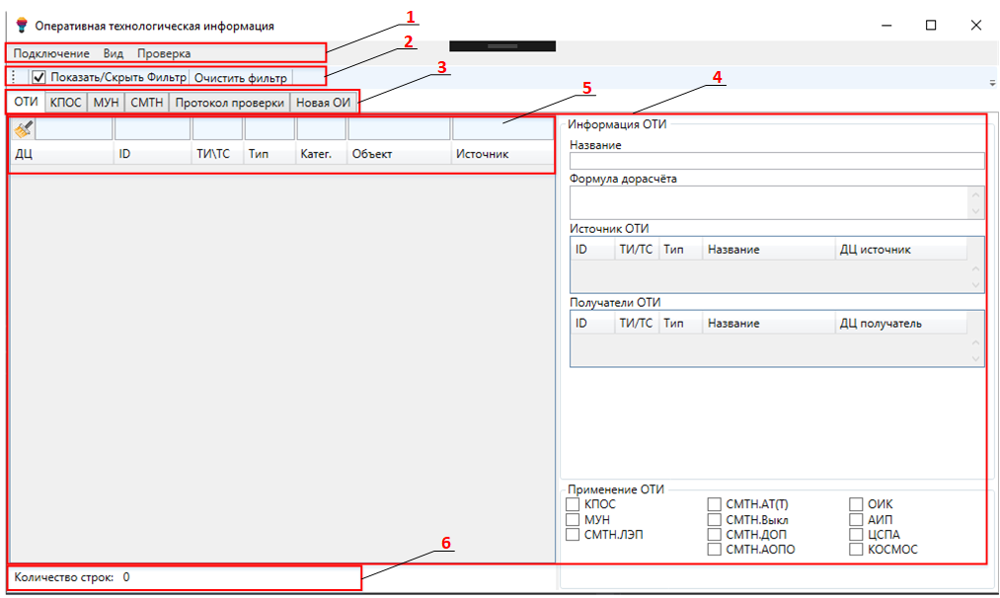 Оперативная технологическая информация
1
Подключение Вид Проверка
2
Показать/Скрыть Фильтр Очистить фильтр
3
ОТИ КПОС МУН СМТН Протокол проверки Новая ОИ
5
4
ДЦ ID ТИ\ТС Тип Катег. Объект Источник
Информация ОТИ
Название
Формула дорасчёта
Источник ОТИ
ID ТИ/ТС Тип Название ДЦ источник
Получатели ОТИ
ID ТИ/ТС Тип Название ДЦ получатель
Применение ОТИ
КПОС СМТН.АТ(Т) ОИК
МУН СМТН.Выкл АИП
СМТН.ЛЭП СМТН.ДОП ЦСПА
СМТН.АОПО КОСМОС
6
Количество строк: 0